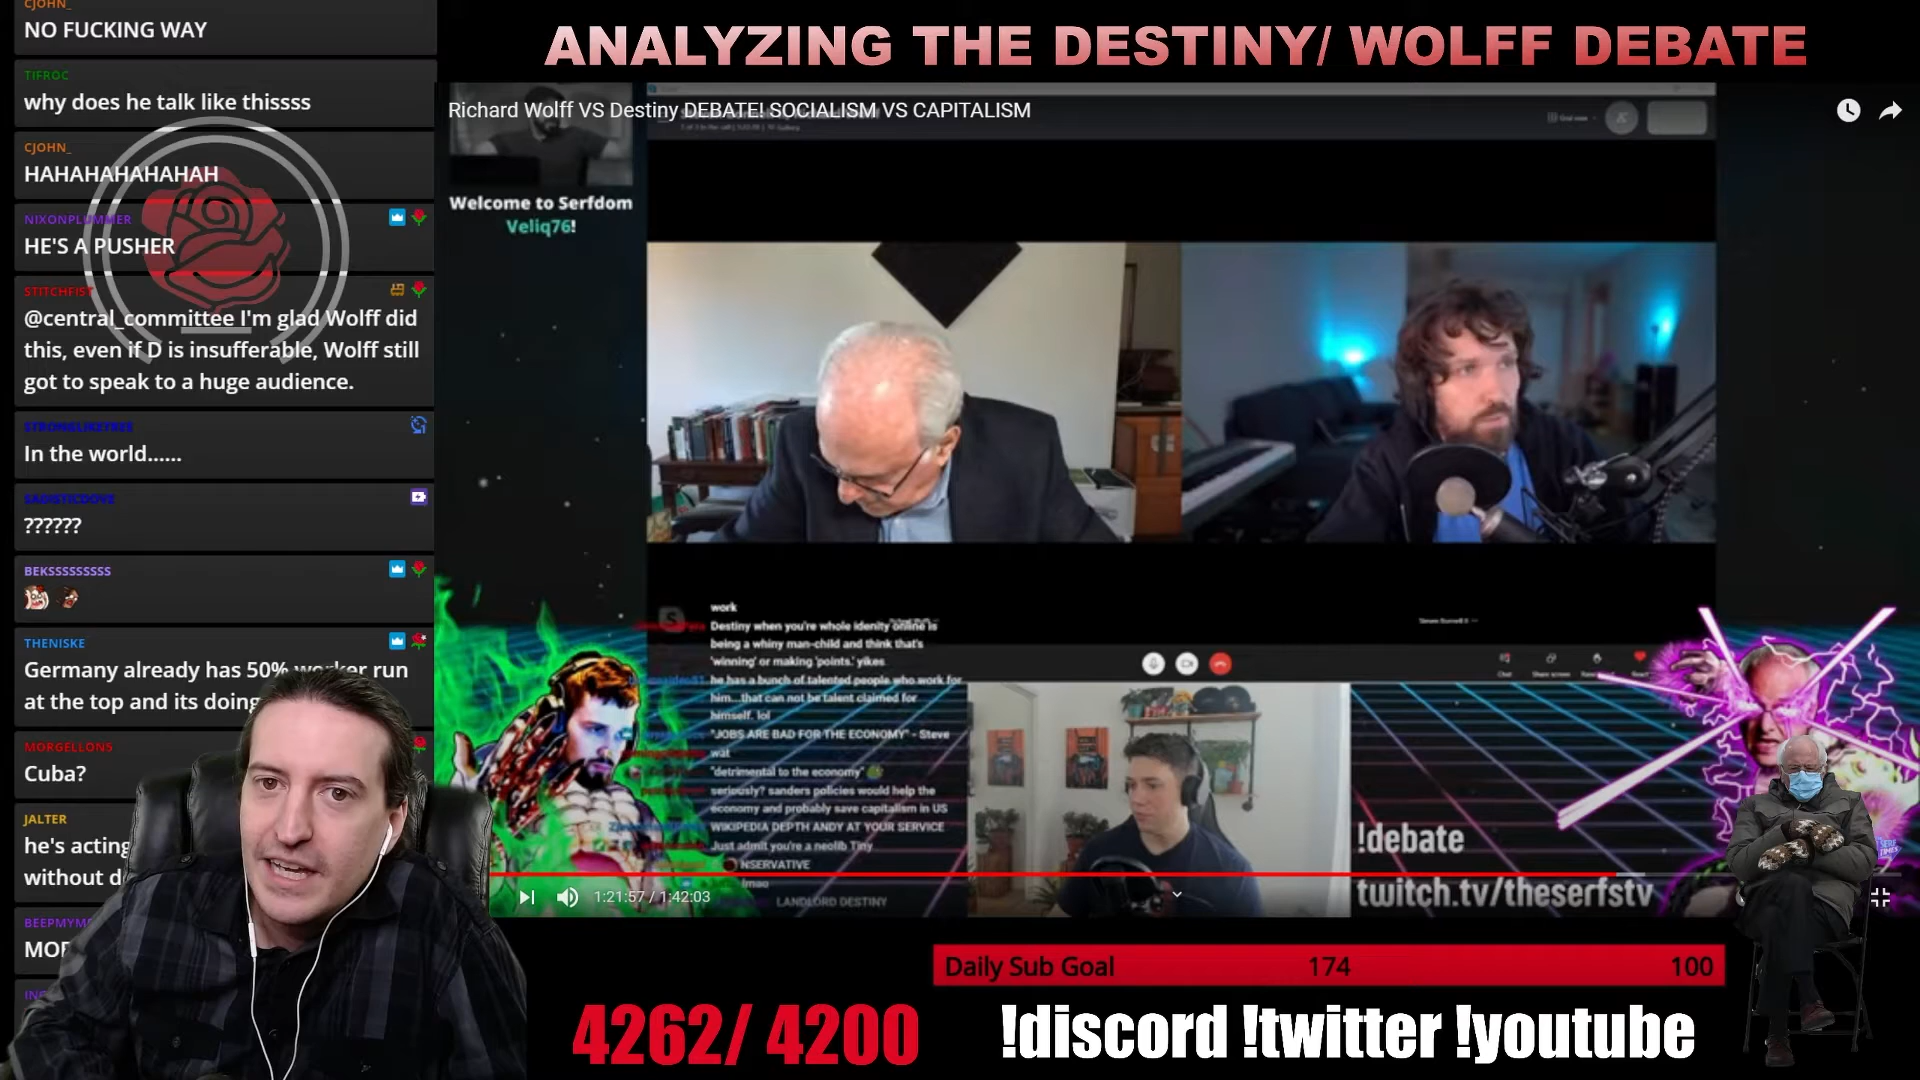 ANALYZING THE DESTINY/ WOLFF DEBATE
CJOHN_
NO FUCKING WAY
TIFROC
why does he talk like thissss
CJOHN_
HAHAHAHAHAHAH
NIXONPLUMMER
HE'S A PUSHER
STITCHFIST
@central_committee I'm glad Wolff did
this, even if D is insufferable, Wolff still
got to speak to a huge audience.
In the world......
SADISTICDOVE
??????
BEKSSSSSSSSS
THENISKE
Germany already has 50% worker run
at the top and its doing
MORGELLONS
Cuba?
JALTER
he's acting
without
Richard Wolff VS Destiny DEBATE! SOCIALISM VS CAPITALISM
Welcome to Serfdom
Veliq76!
work
Destiny when you're whole idenity online is
being a whiny man-child and think that's
'winning' or making 'points.' yikes
he has a bunch of talented people who work for
him...that can not be talent claimed for
himself. lol
"JOBS ARE BAD FOR THE ECONOMY" - Steve
wat
"detrimental to the economy"
seriously? sanders policies would help the
economy and probably save capitalism in US
WIKIPEDIA DEPTH ANDY AT YOUR SERVICE
Just admit you're a neolib Tiny
NSERVATIVE
lmao
LANDLORD DESTINY
1:21:57 / 1:42:03
!debate
twitch.tv/theserfstv
Daily Sub Goal 174 100
4262/ 4200
!discord !twitter !youtube